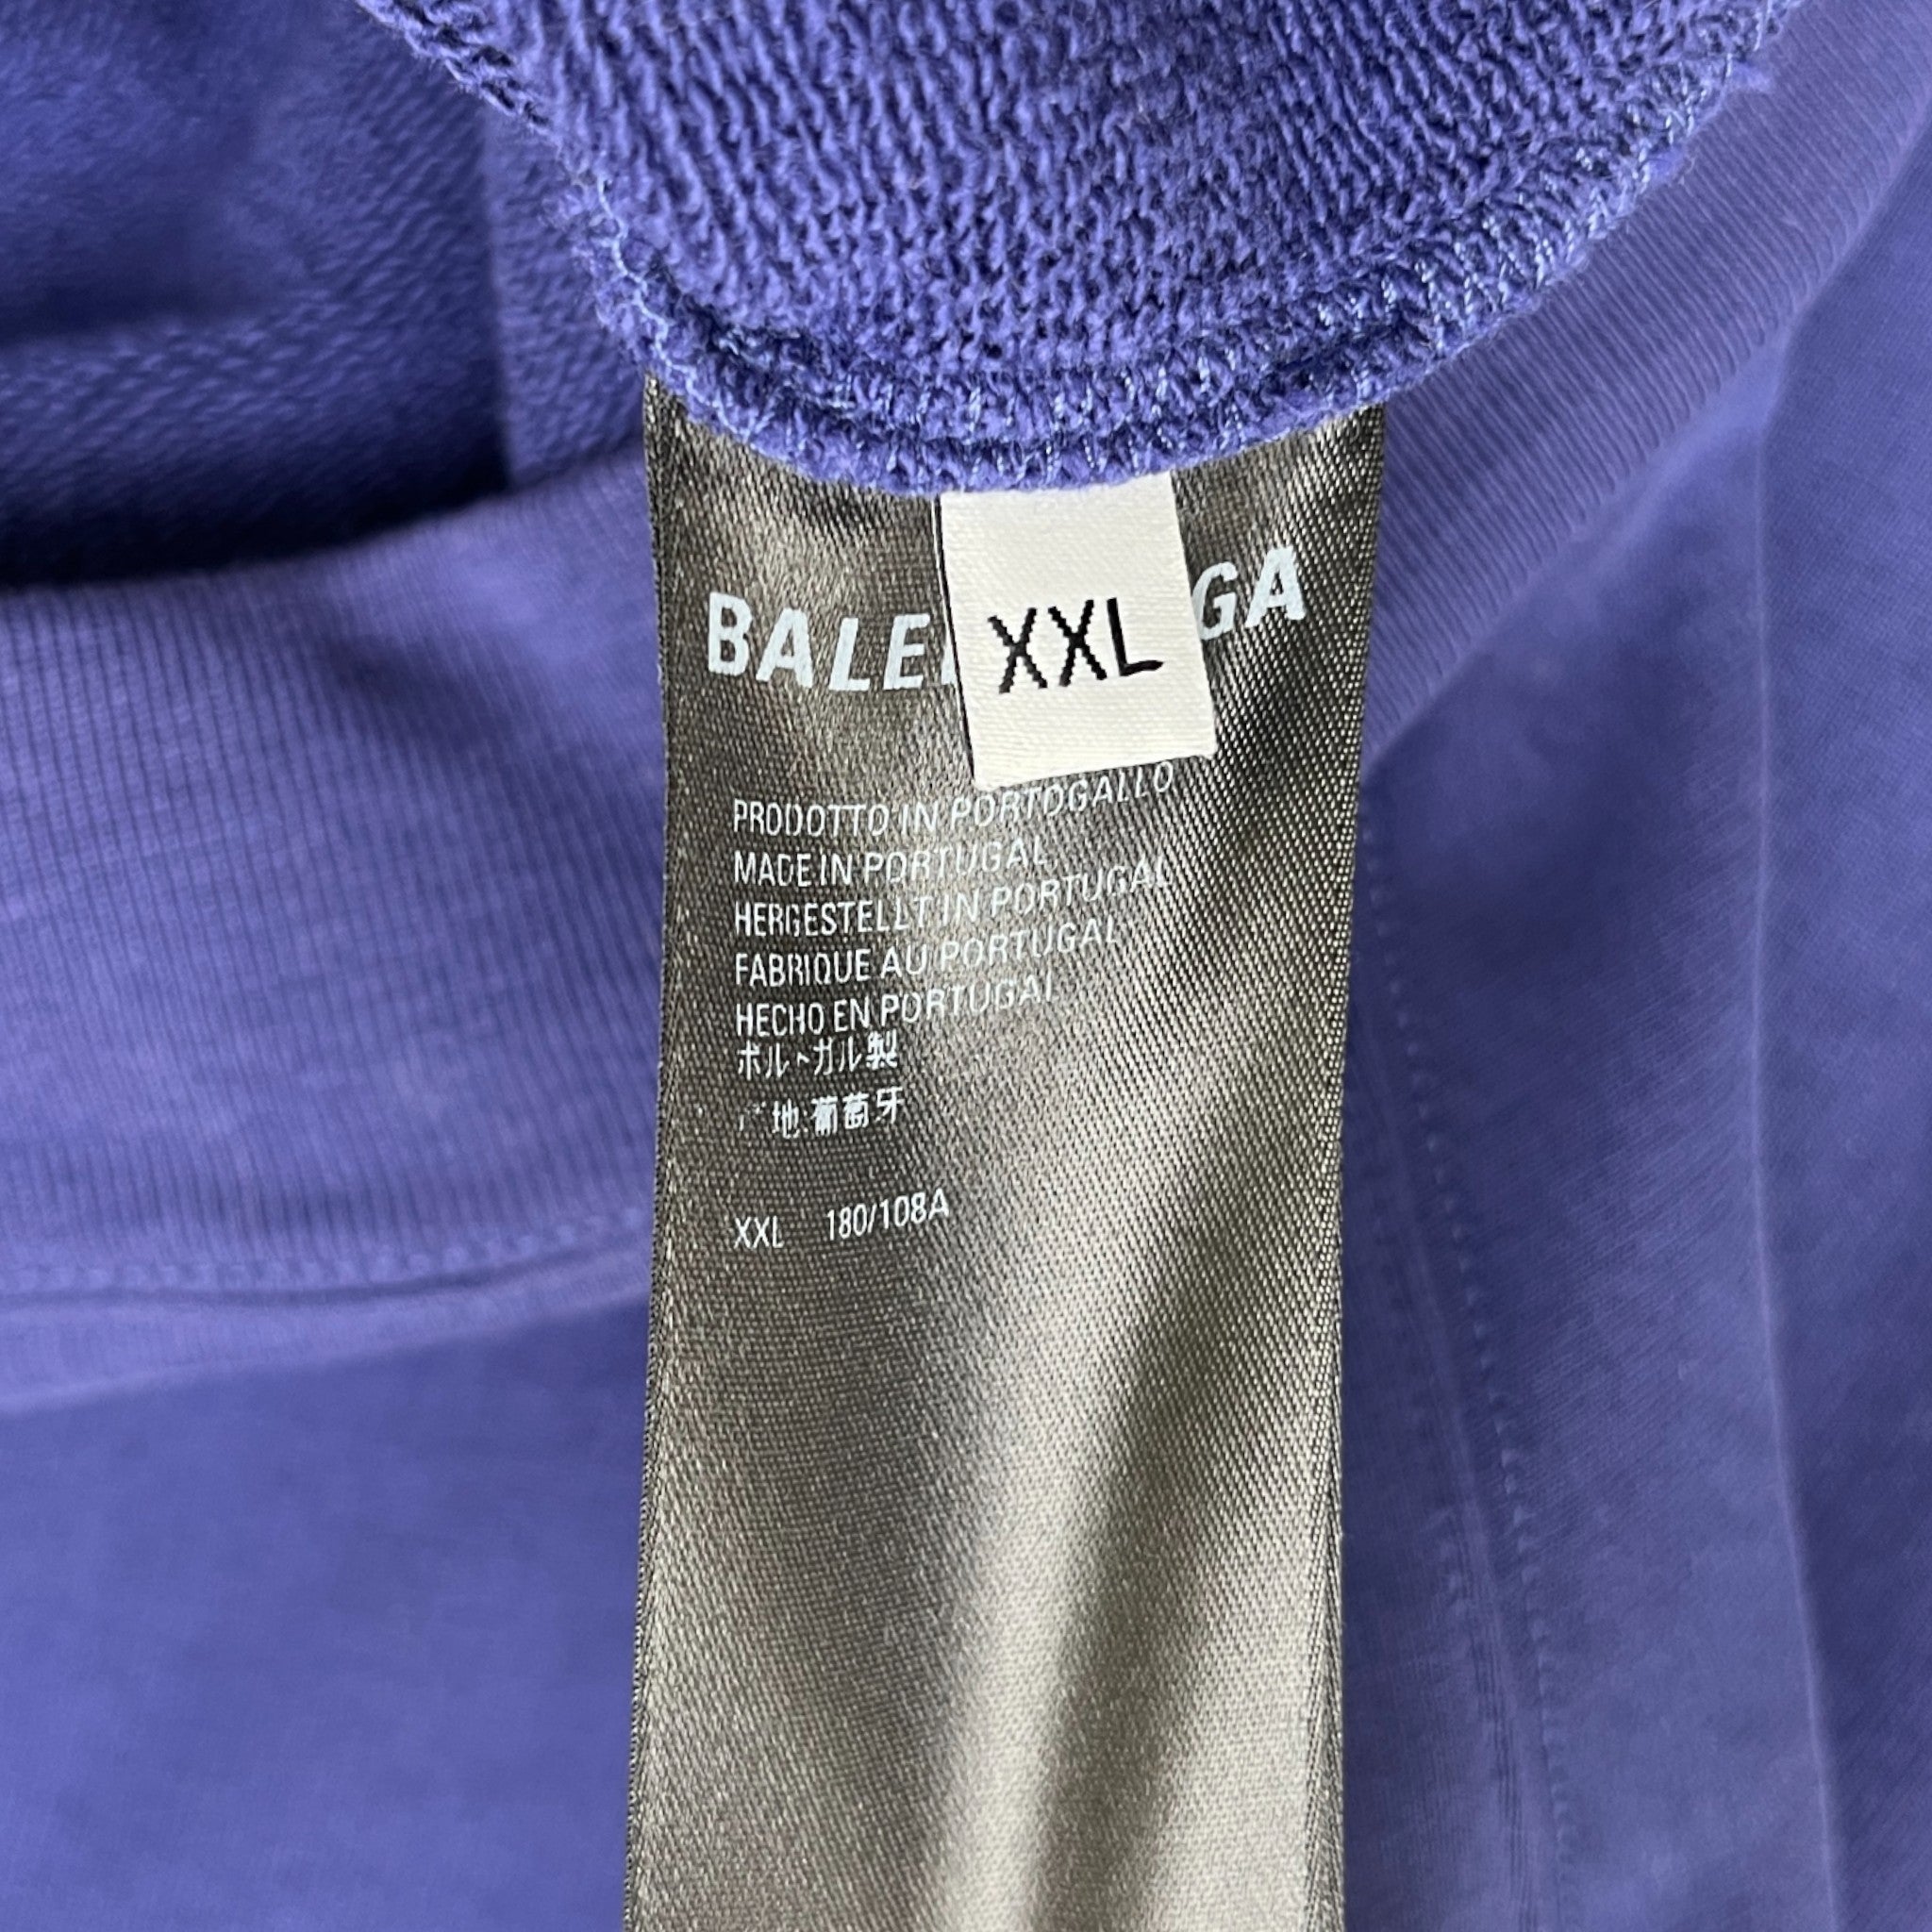 BALE GA
XXL
PRODOTTO IN PORTOGALLO
MADE IN PORTUGAL
HERGESTELLT IN PORTUGAL
FABRIQUE AU PORTUGAL
HECHO EN PORTUGAL
ポルトガル製
产地:葡萄牙
XXL 180/108A